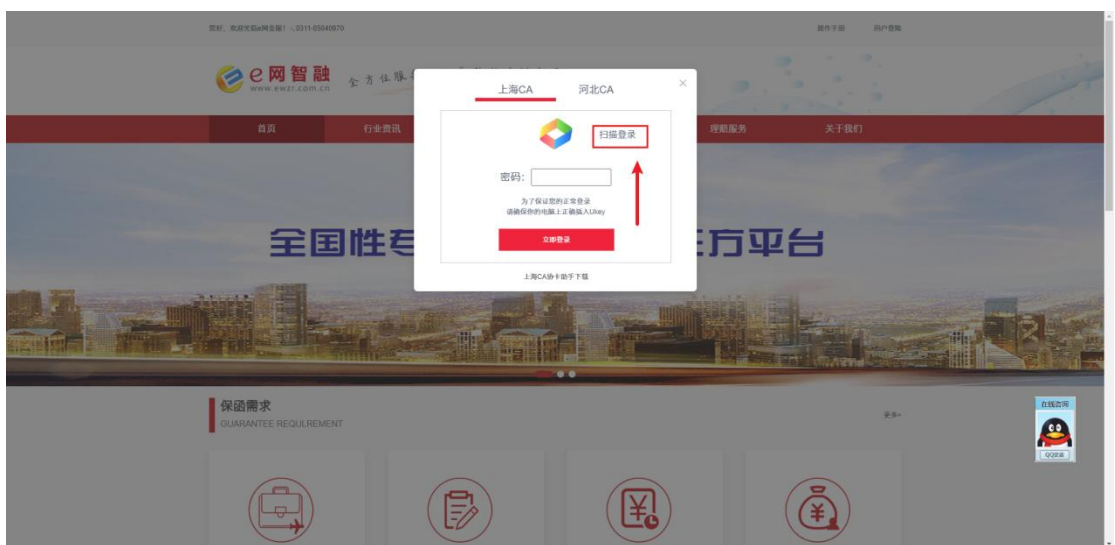 您好，欢迎光临e网金服！
0311-85040970
操作手册
用户登陆
e网智融
www.ewzr.com.cn
全方位服
上海CA
河北CA
首页
行业资讯
理赔服务
关于我们
扫描登录
密码：
为了保证您的正常登录
请确保你的电脑上正确插入Ukey
立即登录
上海CA协卡助手下载
全国性专
三方平台
保函需求
GUARANTEE REQULREMENT
更多»
在线咨询
QQ交谈